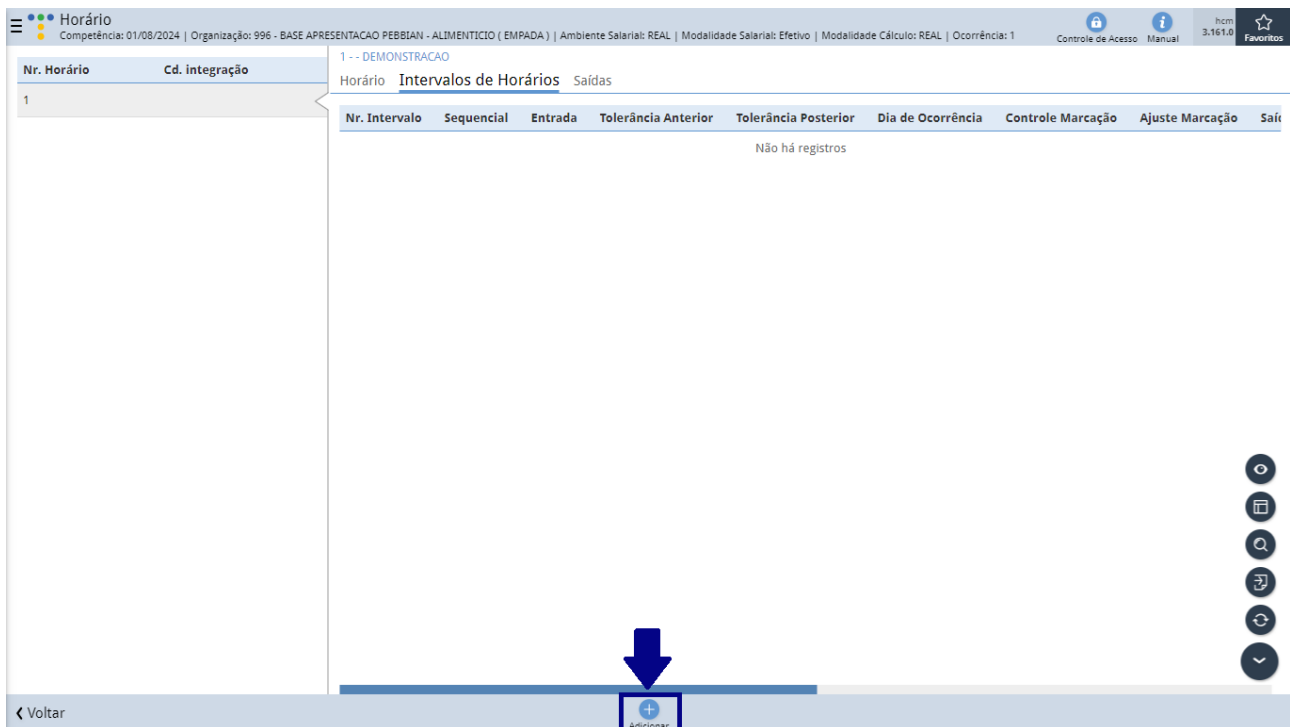 Horário
Competência: 01/08/2024 | Organização: 996 - BASE APRESENTACAO PEBBIAN - ALIMENTICIO ( EMPADA ) | Ambiente Salarial: REAL | Modalidade Salarial: Efetivo | Modalidade Cálculo: REAL | Ocorrência: 1
Controle de Acesso
Manual
hcm
3.161.0
Favoritos
Nr. Horário Cd. integração
1
1 - - DEMONSTRACAO
Horário Intervalos de Horários Saídas
Nr. Intervalo Sequencial Entrada Tolerância Anterior Tolerância Posterior Dia de Ocorrência Controle Marcação Ajuste Marcação
Não há registros
Voltar
Adicionar